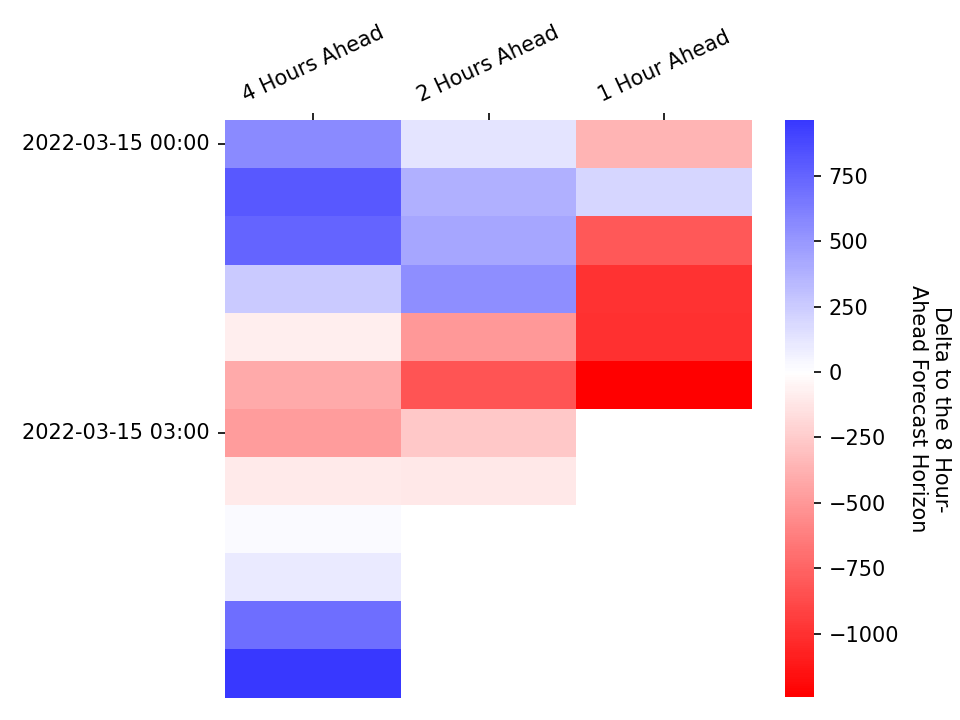 4 Hours Ahead
2 Hours Ahead
1 Hour Ahead
2022-03-15 00:00
2022-03-15 03:00
750
500
250
0
−250
−500
−750
−1000
Delta to the 8 Hour-
Ahead Forecast Horizon